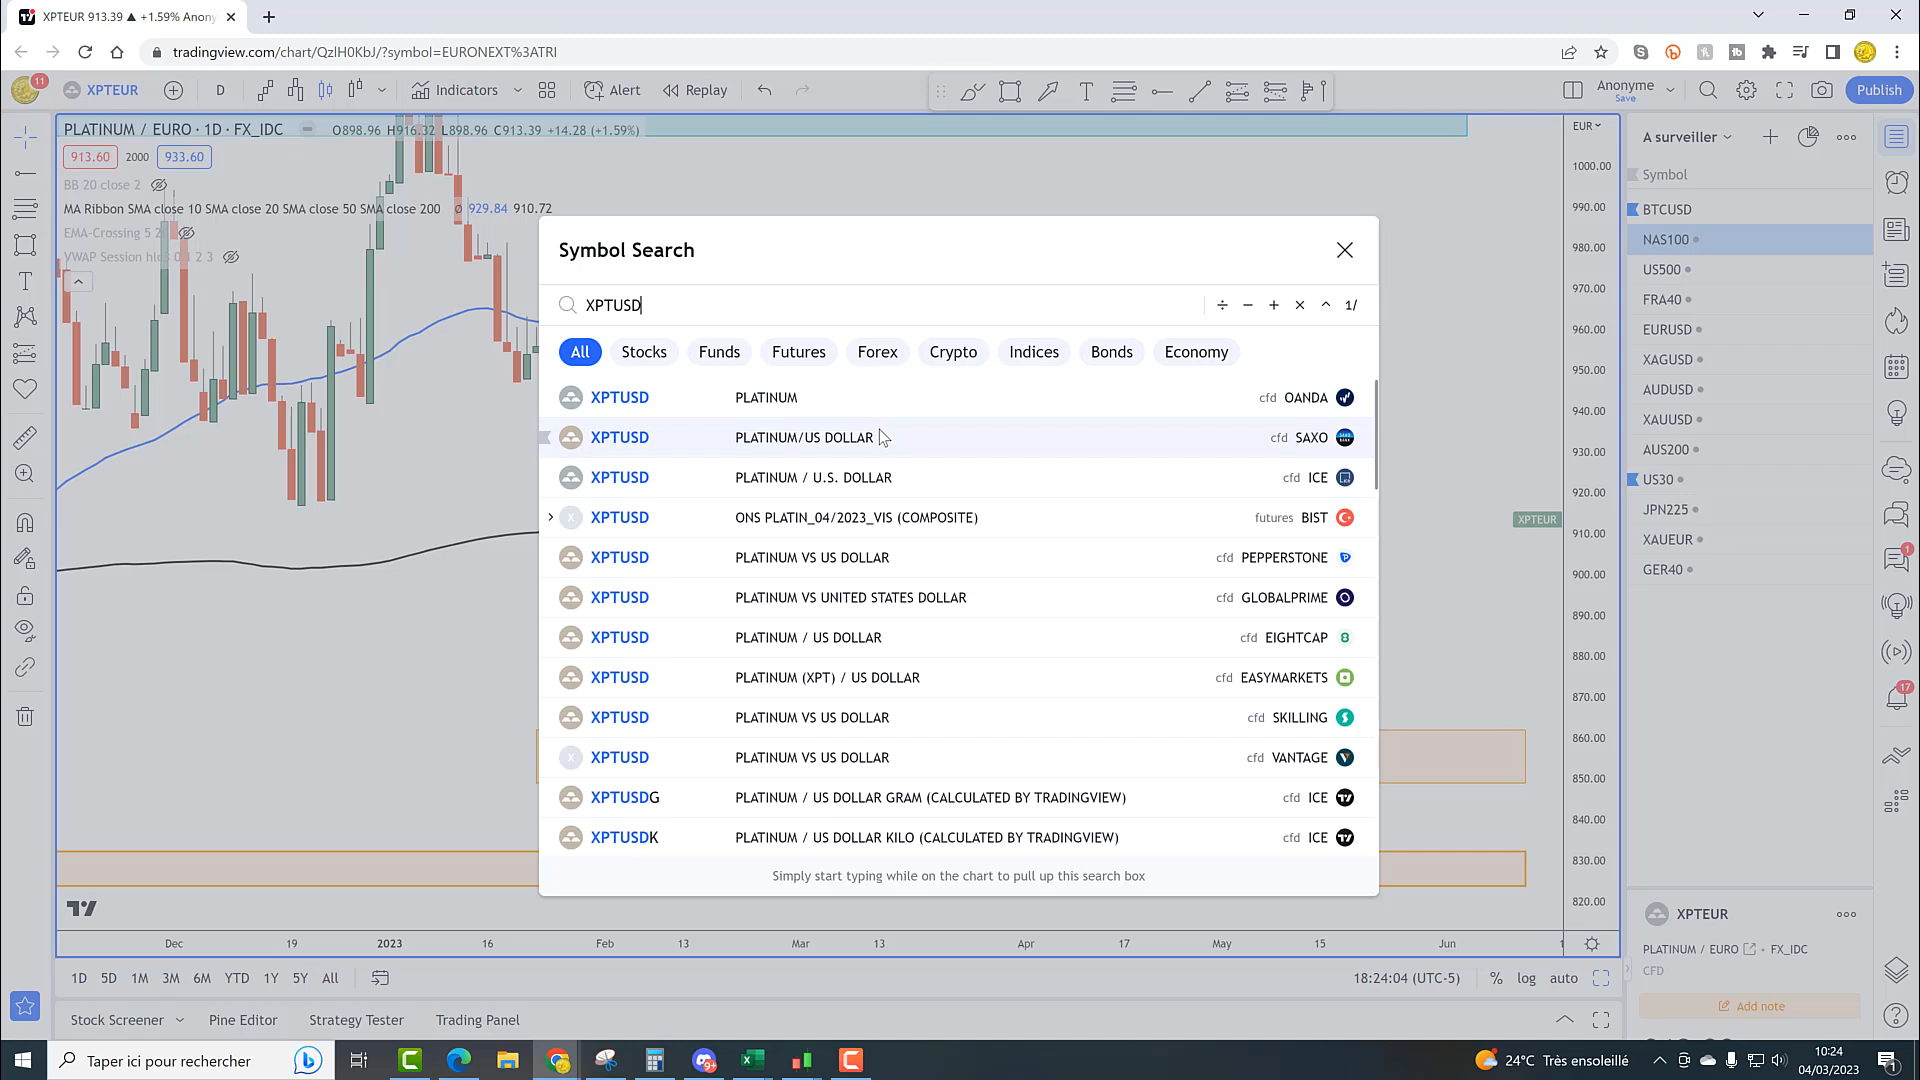 XPTEUR 913.39 ▲ +1.59% Anony
tradingview.com/chart/QzlH0KbJ/?symbol=EURONEXT%3ATRI
11
XPTEUR
D
Indicators
Alert
Replay
Anonyme
Save
Publish
PLATINUM / EURO · 1D · FX_IDC
O898.96 H916.32 L898.96 C913.39 +14.28 (+1.59%)
913.60
2000
933.60
BB 20 close 2
MA Ribbon SMA close 10 SMA close 20 SMA close 50 SMA close 200 ∅ 929.84 910.72
EMA-Crossing 5 2
VWAP Session hlc3 0 1 2 3
EUR
1000.00
990.00
980.00
970.00
960.00
950.00
940.00
930.00
920.00
XPTEUR
910.00
900.00
890.00
880.00
870.00
860.00
850.00
840.00
830.00
820.00
Symbol Search
XPTUSD
÷ − + × ^ 1/
All
Stocks
Funds
Futures
Forex
Crypto
Indices
Bonds
Economy
XPTUSD PLATINUM cfd OANDA
XPTUSD PLATINUM/US DOLLAR cfd SAXO
XPTUSD PLATINUM / U.S. DOLLAR cfd ICE
XPTUSD ONS PLATIN_04/2023_VIS (COMPOSITE) futures BIST
XPTUSD PLATINUM VS US DOLLAR cfd PEPPERSTONE
XPTUSD PLATINUM VS UNITED STATES DOLLAR cfd GLOBALPRIME
XPTUSD PLATINUM / US DOLLAR cfd EIGHTCAP
XPTUSD PLATINUM (XPT) / US DOLLAR cfd EASYMARKETS
XPTUSD PLATINUM VS US DOLLAR cfd SKILLING
XPTUSD PLATINUM VS US DOLLAR cfd VANTAGE
XPTUSDG PLATINUM / US DOLLAR GRAM (CALCULATED BY TRADINGVIEW) cfd ICE
XPTUSDK PLATINUM / US DOLLAR KILO (CALCULATED BY TRADINGVIEW) cfd ICE
Simply start typing while on the chart to pull up this search box
A surveiller
Symbol
BTCUSD
NAS100
US500
FRA40
EURUSD
XAGUSD
AUDUSD
XAUUSD
AUS200
US30
JPN225
XAUEUR
GER40
1
17
XPTEUR
PLATINUM / EURO • FX_IDC
CFD
Add note
Dec 19 2023 16 Feb 13 Mar 13 Apr 17 May 15 Jun
1D 5D 1M 3M 6M YTD 1Y 5Y All
18:24:04 (UTC-5)
% log auto
Stock Screener
Pine Editor
Strategy Tester
Trading Panel
Taper ici pour rechercher
9+
24°C Très ensoleillé
10:24
04/03/2023
1